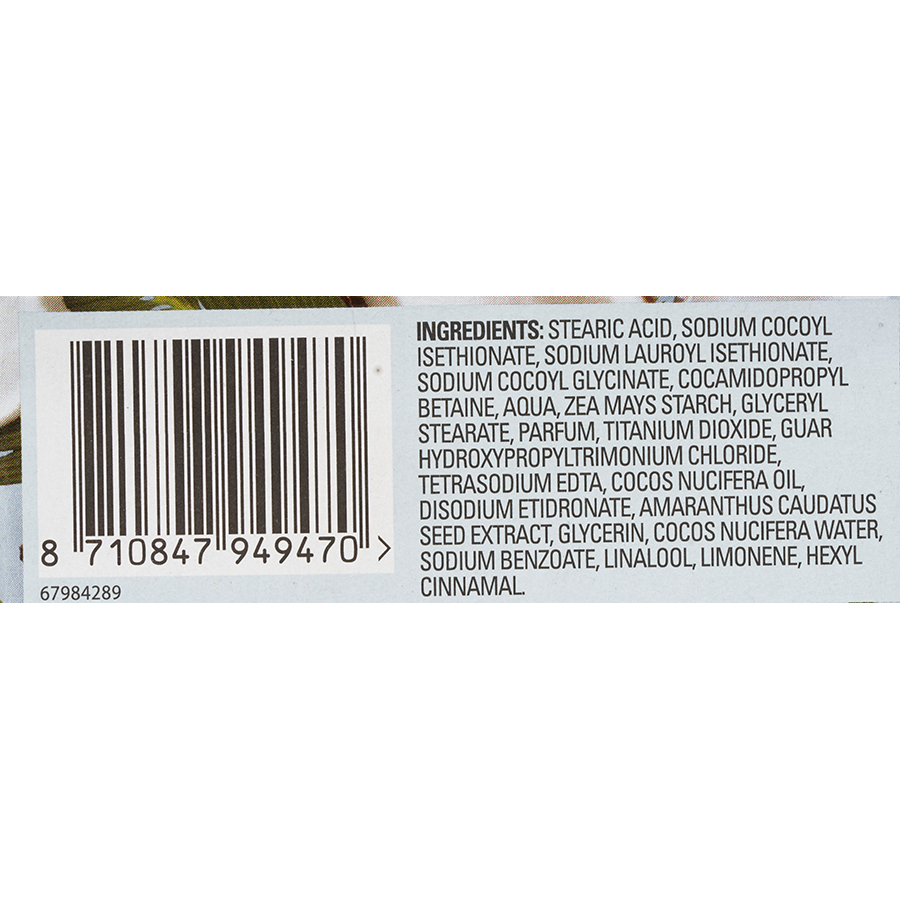 INGREDIENTS: STEARIC ACID, SODIUM COCOYL
ISETHIONATE, SODIUM LAUROYL ISETHIONATE,
SODIUM COCOYL GLYCINATE, COCAMIDOPROPYL
BETAINE, AQUA, ZEA MAYS STARCH, GLYCERYL
STEARATE, PARFUM, TITANIUM DIOXIDE, GUAR
HYDROXYPROPYLTRIMONIUM CHLORIDE,
TETRASODIUM EDTA, COCOS NUCIFERA OIL,
DISODIUM ETIDRONATE, AMARANTHUS CAUDATUS
SEED EXTRACT, GLYCERIN, COCOS NUCIFERA WATER,
SODIUM BENZOATE, LINALOOL, LIMONENE, HEXYL
CINNAMAL.
8 710847 949470 >
67984289